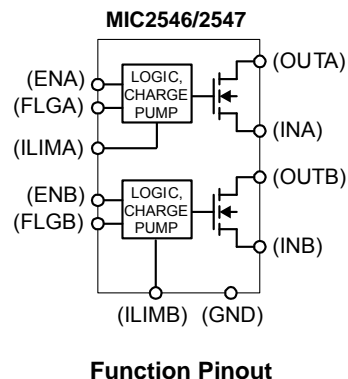 MIC2546/2547
(OUTA)
(ENA)
(FLGA)
LOGIC,
CHARGE
PUMP
(INA)
(ILIMA)
(OUTB)
(ENB)
(FLGB)
LOGIC,
CHARGE
PUMP
(INB)
(ILIMB) (GND)
Function Pinout